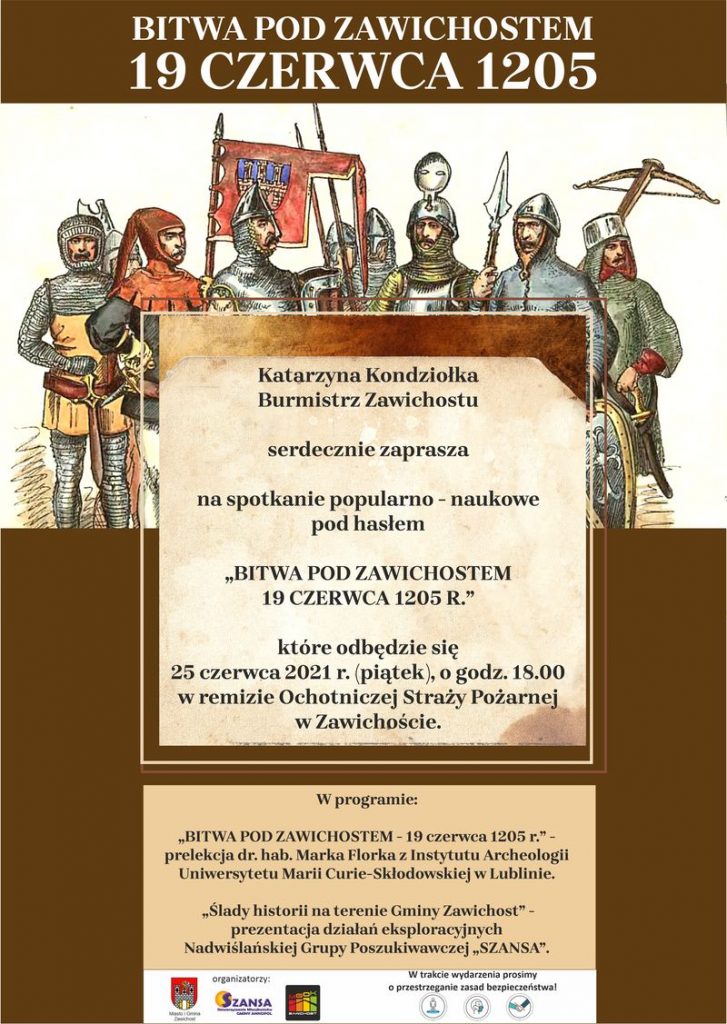 BITWA POD ZAWICHOSTEM
19 CZERWCA 1205
Katarzyna Kondziołka
Burmistrz Zawichostu
serdecznie zaprasza
na spotkanie popularno - naukowe
pod hasłem
„BITWA POD ZAWICHOSTEM
19 CZERWCA 1205 R.”
które odbędzie się
25 czerwca 2021 r. (piątek), o godz. 18.00
w remizie Ochotniczej Straży Pożarnej
w Zawichoście.
W programie:
„BITWA POD ZAWICHOSTEM - 19 czerwca 1205 r.” -
prelekcja dr. hab. Marka Florka z Instytutu Archeologii
Uniwersytetu Marii Curie-Skłodowskiej w Lublinie.
„Ślady historii na terenie Gminy Zawichost” -
prezentacja działań eksploracyjnych
Nadwiślańskiej Grupy Poszukiwawczej „SZANSA”.
organizatorzy:
Miasto i Gmina
Zawichost
SZANSA
Stowarzyszenie Mieszkańców
GMINY ANNOPOL
W trakcie wydarzenia prosimy
o przestrzeganie zasad bezpieczeństwa!